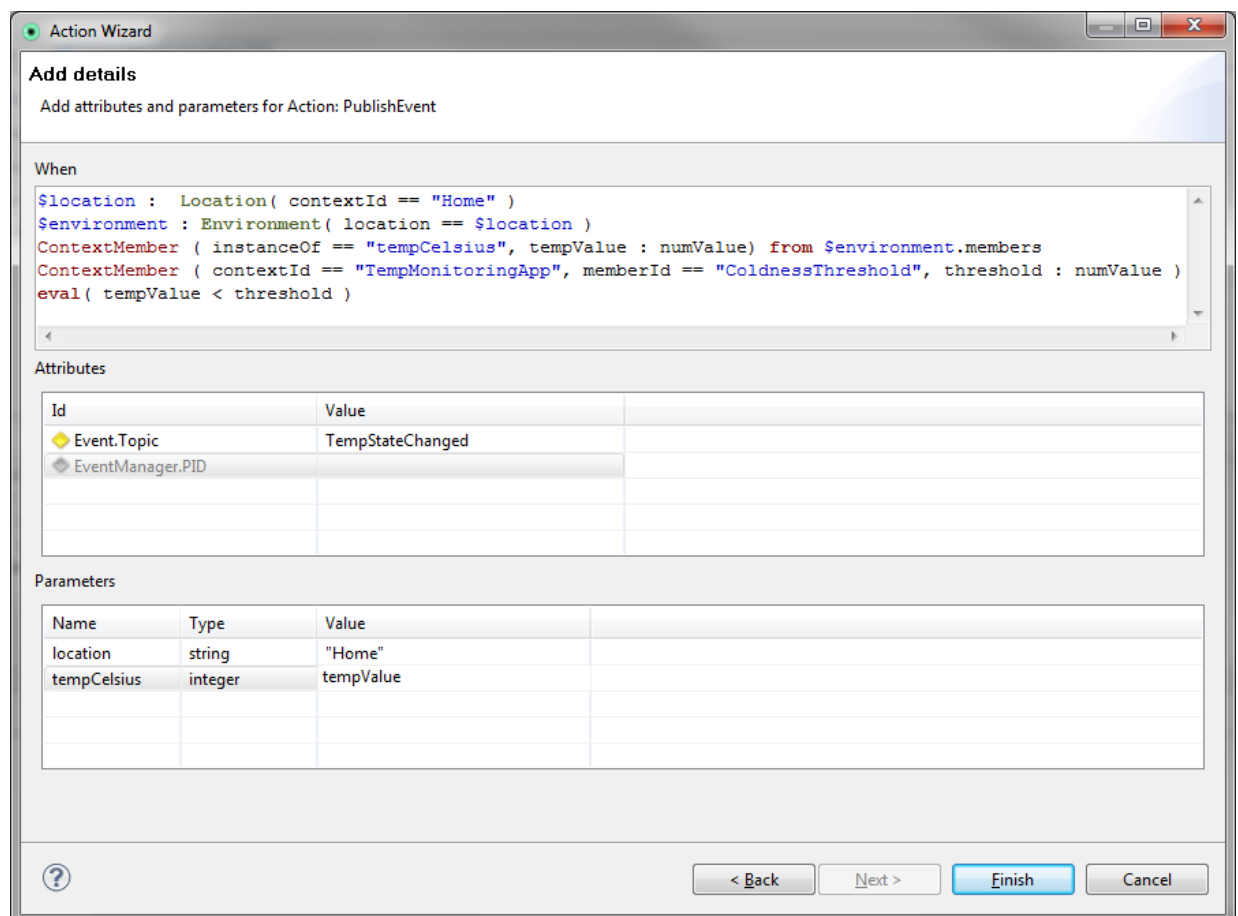 Action Wizard
Add details
Add attributes and parameters for Action: PublishEvent
When
$location :  Location( contextId == "Home" )
$environment : Environment( location == $location )
ContextMember ( instanceOf == "tempCelsius", tempValue : numValue) from $environment.members
ContextMember ( contextId == "TempMonitoringApp", memberId == "ColdnessThreshold", threshold : numValue )
eval( tempValue < threshold )
Attributes
Id Value
Event.Topic TempStateChanged
EventManager.PID
Parameters
Name Type Value
location string "Home"
tempCelsius integer tempValue
? < Back Next > Finish Cancel